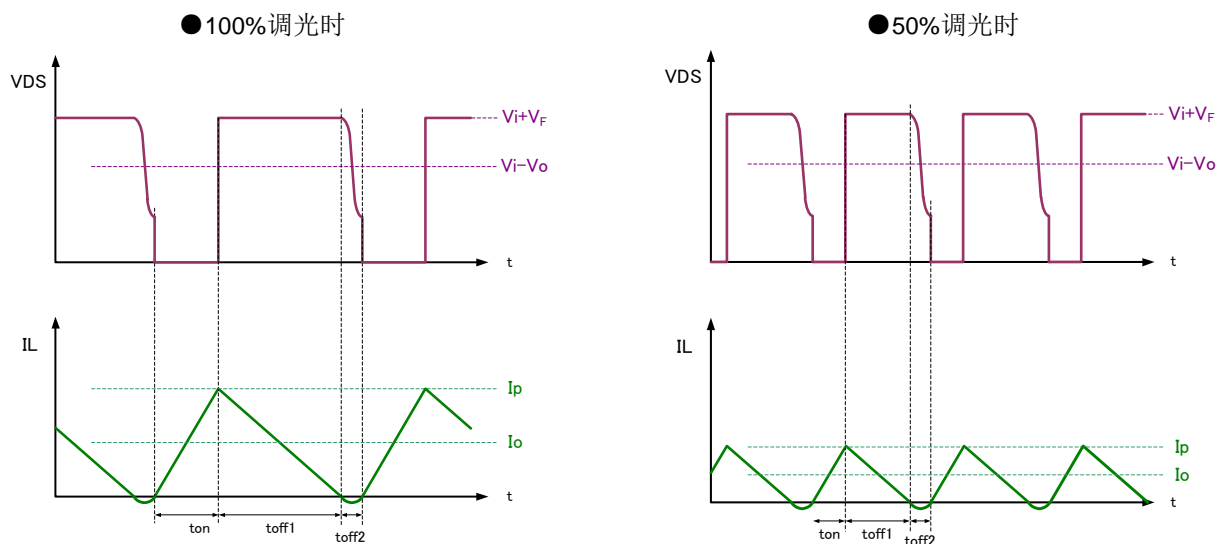 ●100%调光时
VDS
Vi+VF
Vi−Vo
t
IL
Ip
Io
t
ton
toff1
toff2
●50%调光时
VDS
Vi+VF
Vi−Vo
t
IL
Ip
Io
t
ton
toff1
toff2